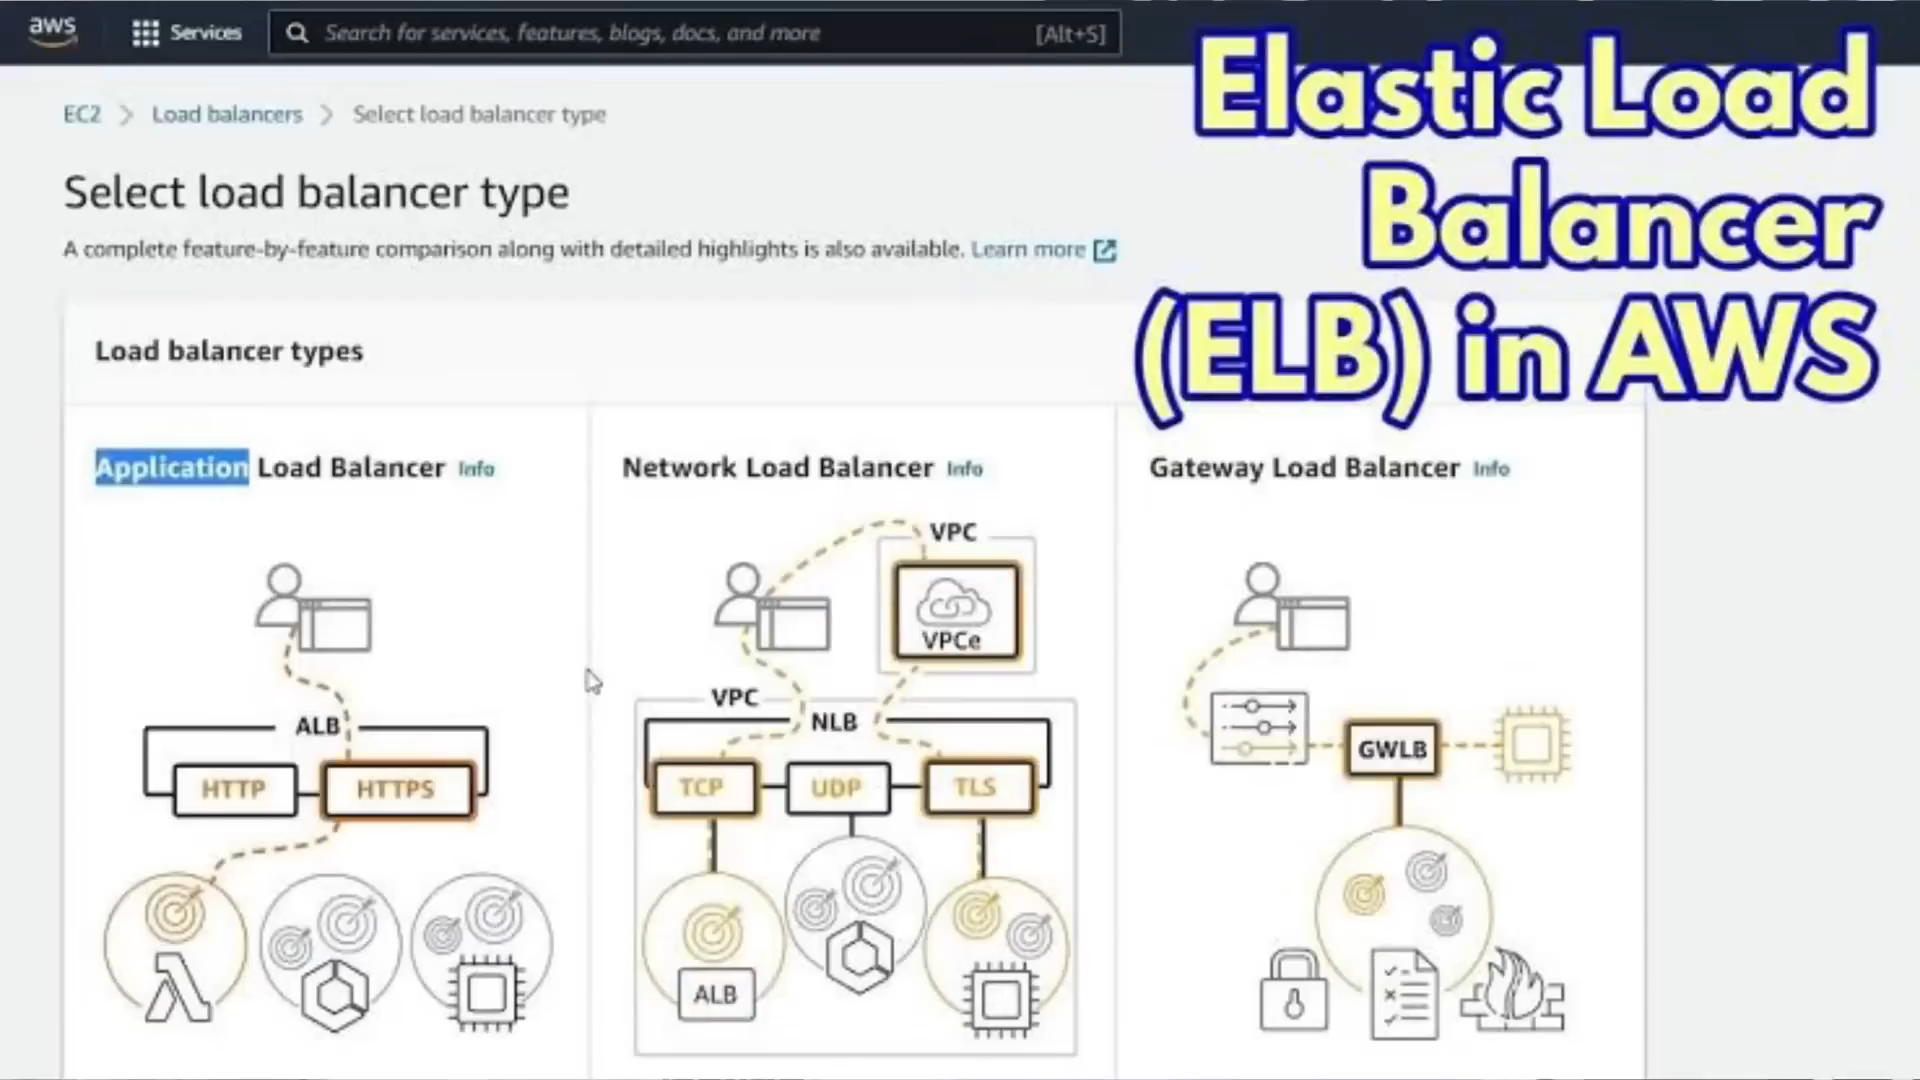 aws Services Search for services, features, blogs, docs, and more [Alt+S]
Elastic Load
Balancer
(ELB) in AWS
EC2 > Load balancers > Select load balancer type
Select load balancer type
A complete feature-by-feature comparison along with detailed highlights is also available. Learn more
Load balancer types
Application Load Balancer Info
Network Load Balancer Info
Gateway Load Balancer Info
ALB
HTTP HTTPS
VPC
VPCe
VPC
NLB
TCP UDP TLS
ALB
GWLB